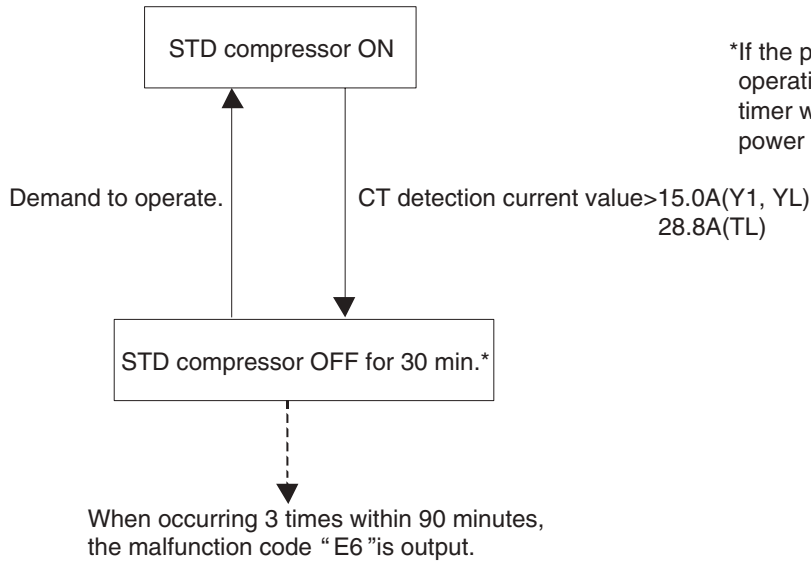 STD compressor ON
*If the
operati
timer
power
Demand to operate.
CT detection current value>15.0A(Y1, YL)
28.8A(TL)
STD compressor OFF for 30 min.*
When occurring 3 times within 90 minutes,
the malfunction code “E6”is output.